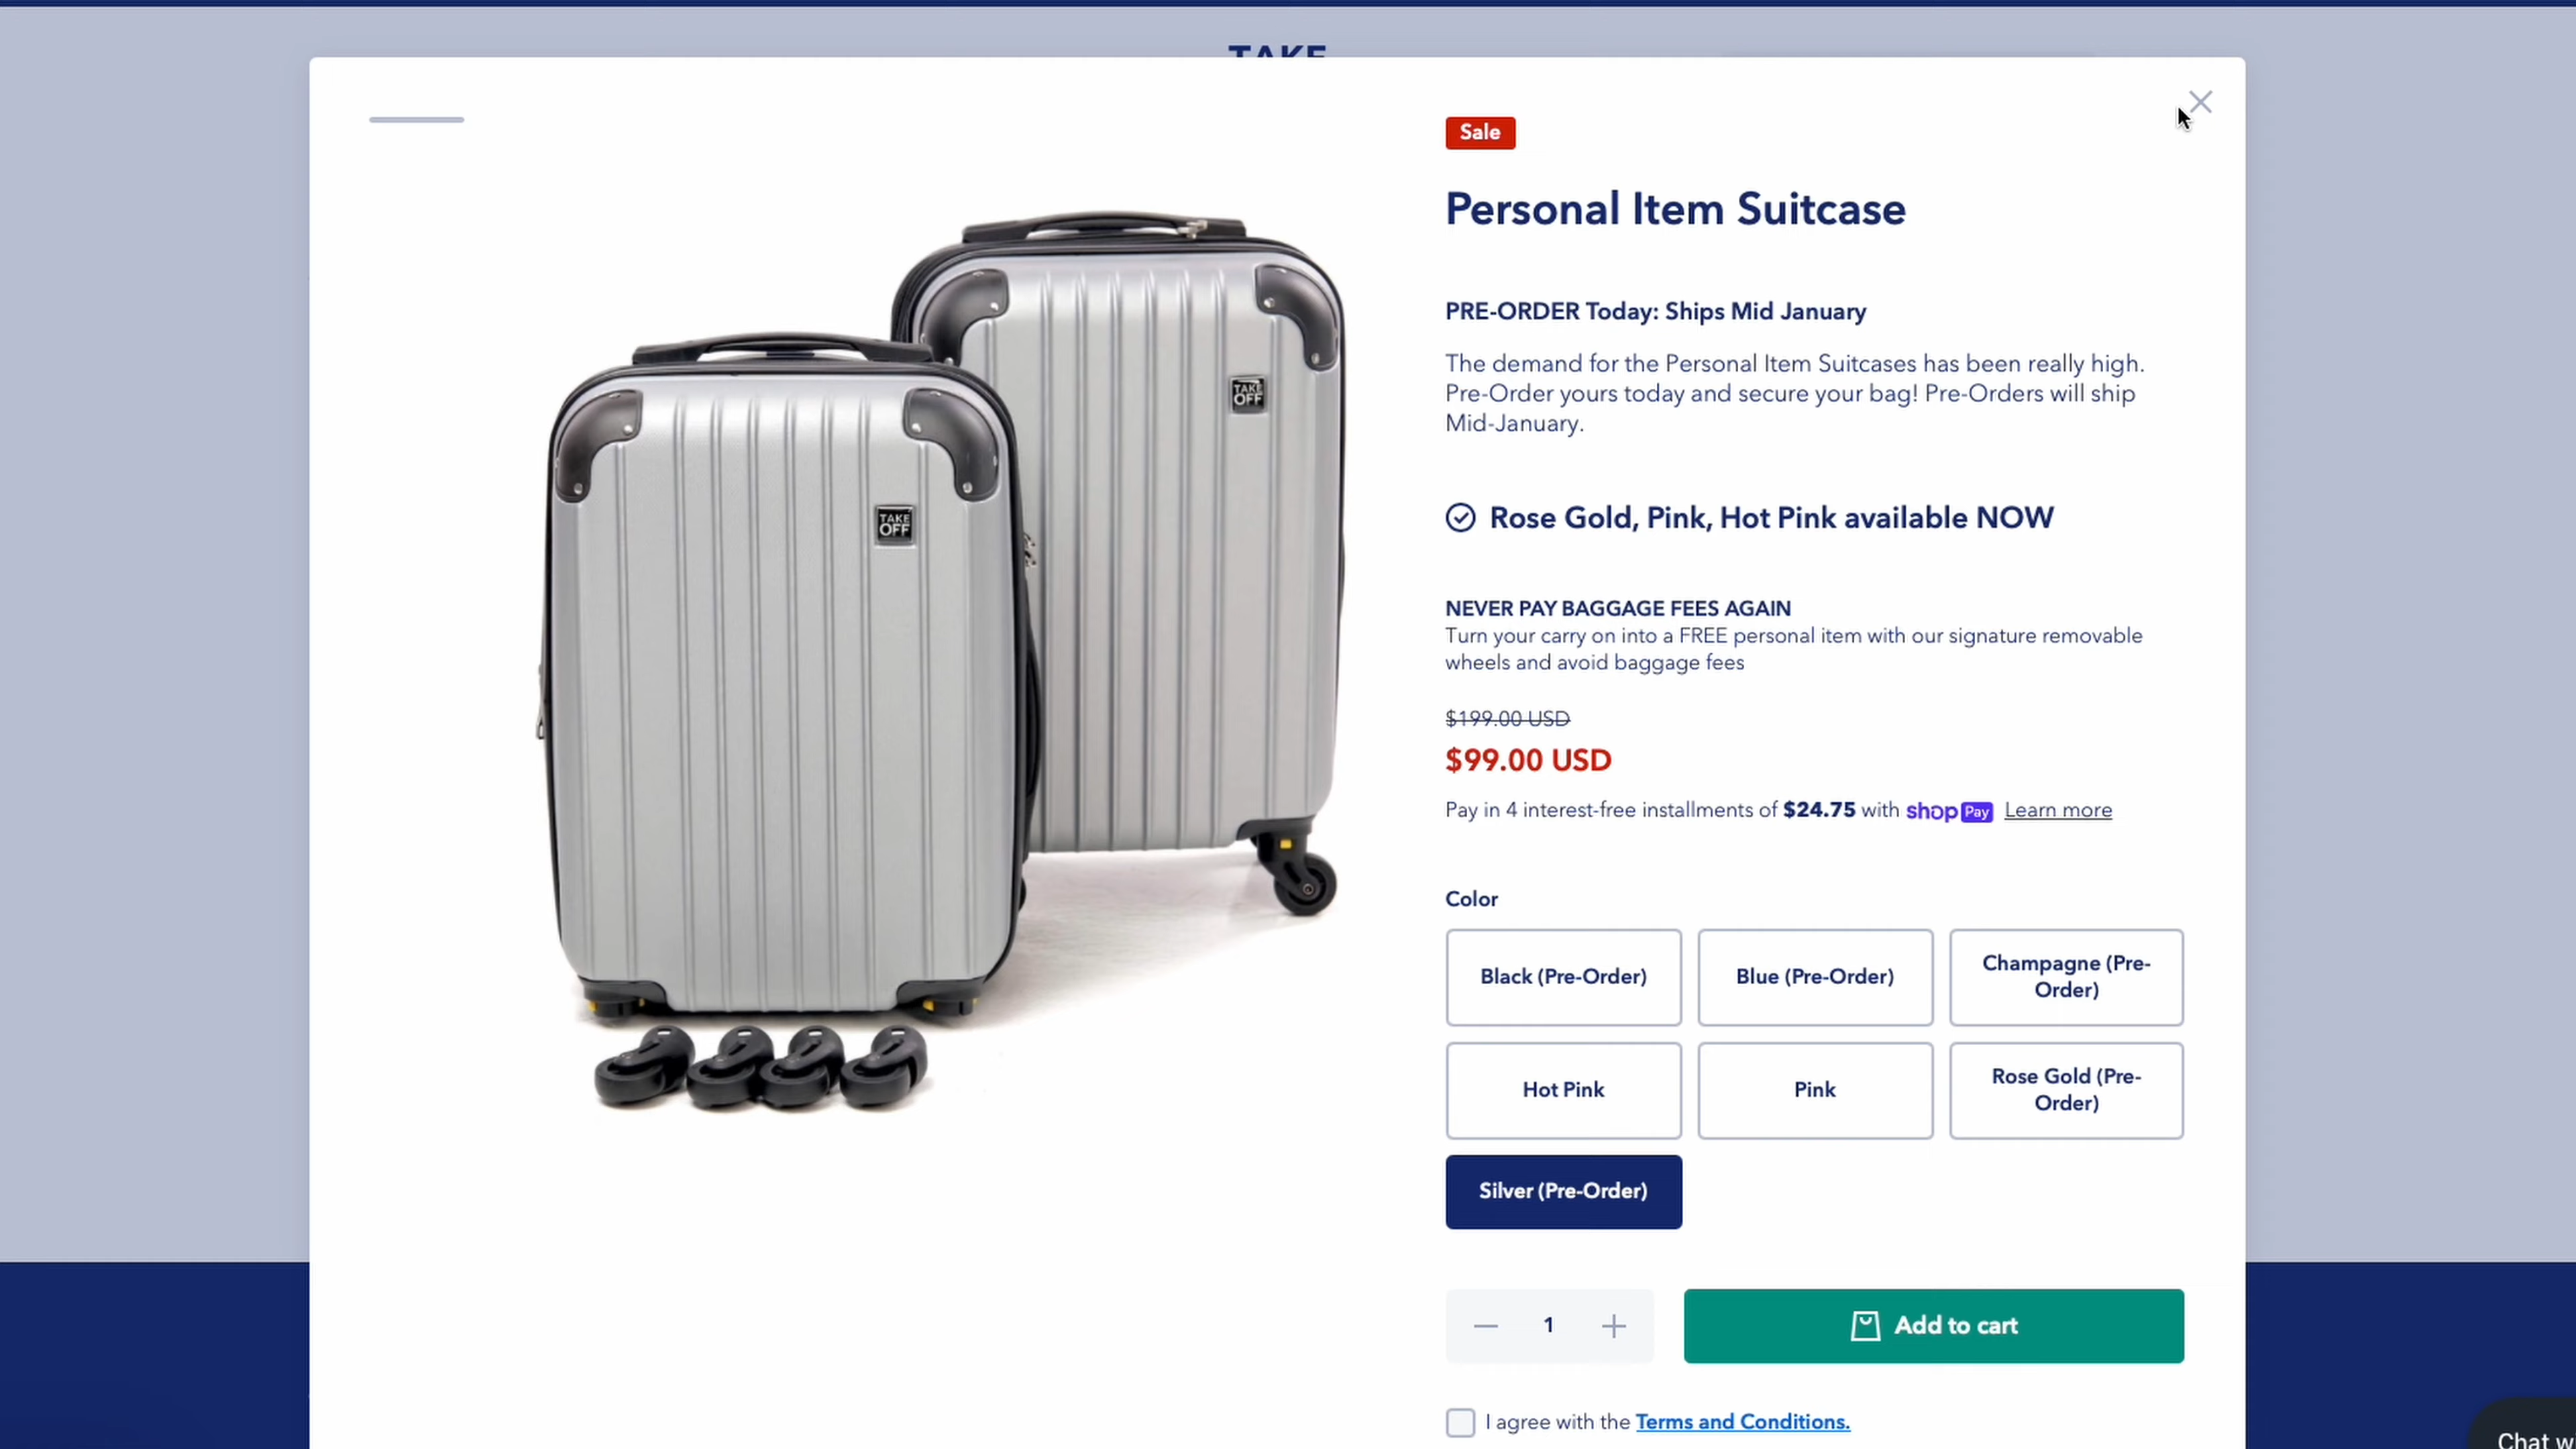 TAKE
Sale
Personal Item Suitcase
PRE-ORDER Today: Ships Mid January
The demand for the Personal Item Suitcases has been really high.
Pre-Order yours today and secure your bag! Pre-Orders will ship
Mid-January.
Rose Gold, Pink, Hot Pink available NOW
NEVER PAY BAGGAGE FEES AGAIN
Turn your carry on into a FREE personal item with our signature removable
wheels and avoid baggage fees
$199.00 USD
$99.00 USD
Pay in 4 interest-free installments of $24.75 with shop Pay Learn more
TAKE
OFF
TAKE
OFF
Color
Black (Pre-Order)
Blue (Pre-Order)
Champagne (Pre-
Order)
Hot Pink
Pink
Rose Gold (Pre-
Order)
Silver (Pre-Order)
1
Add to cart
I agree with the Terms and Conditions.
Chat